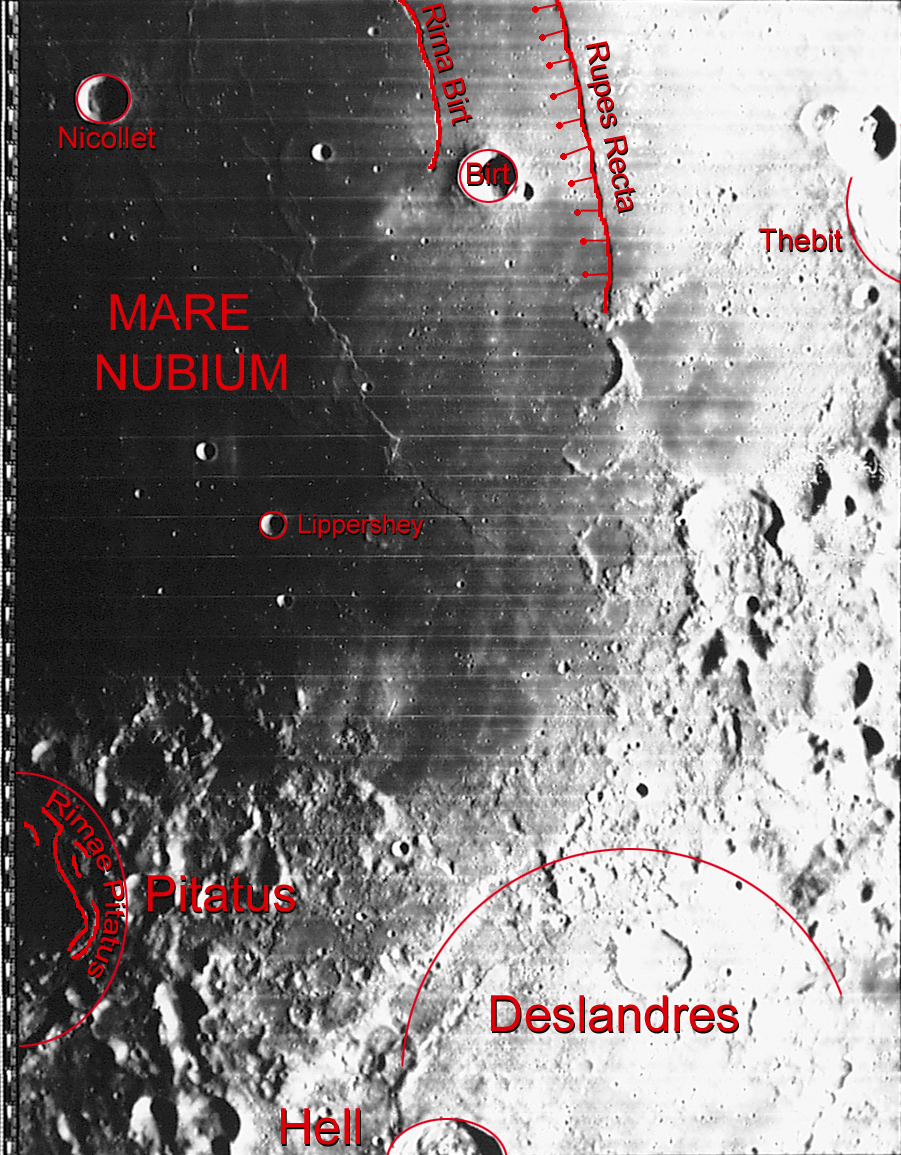 Rima Birt
Rupes Recta
Nicollet
Birt
Thebit
MARE
NUBIUM
Lippershey
Rimae Pitatus
Pitatus
Deslandres
Hell